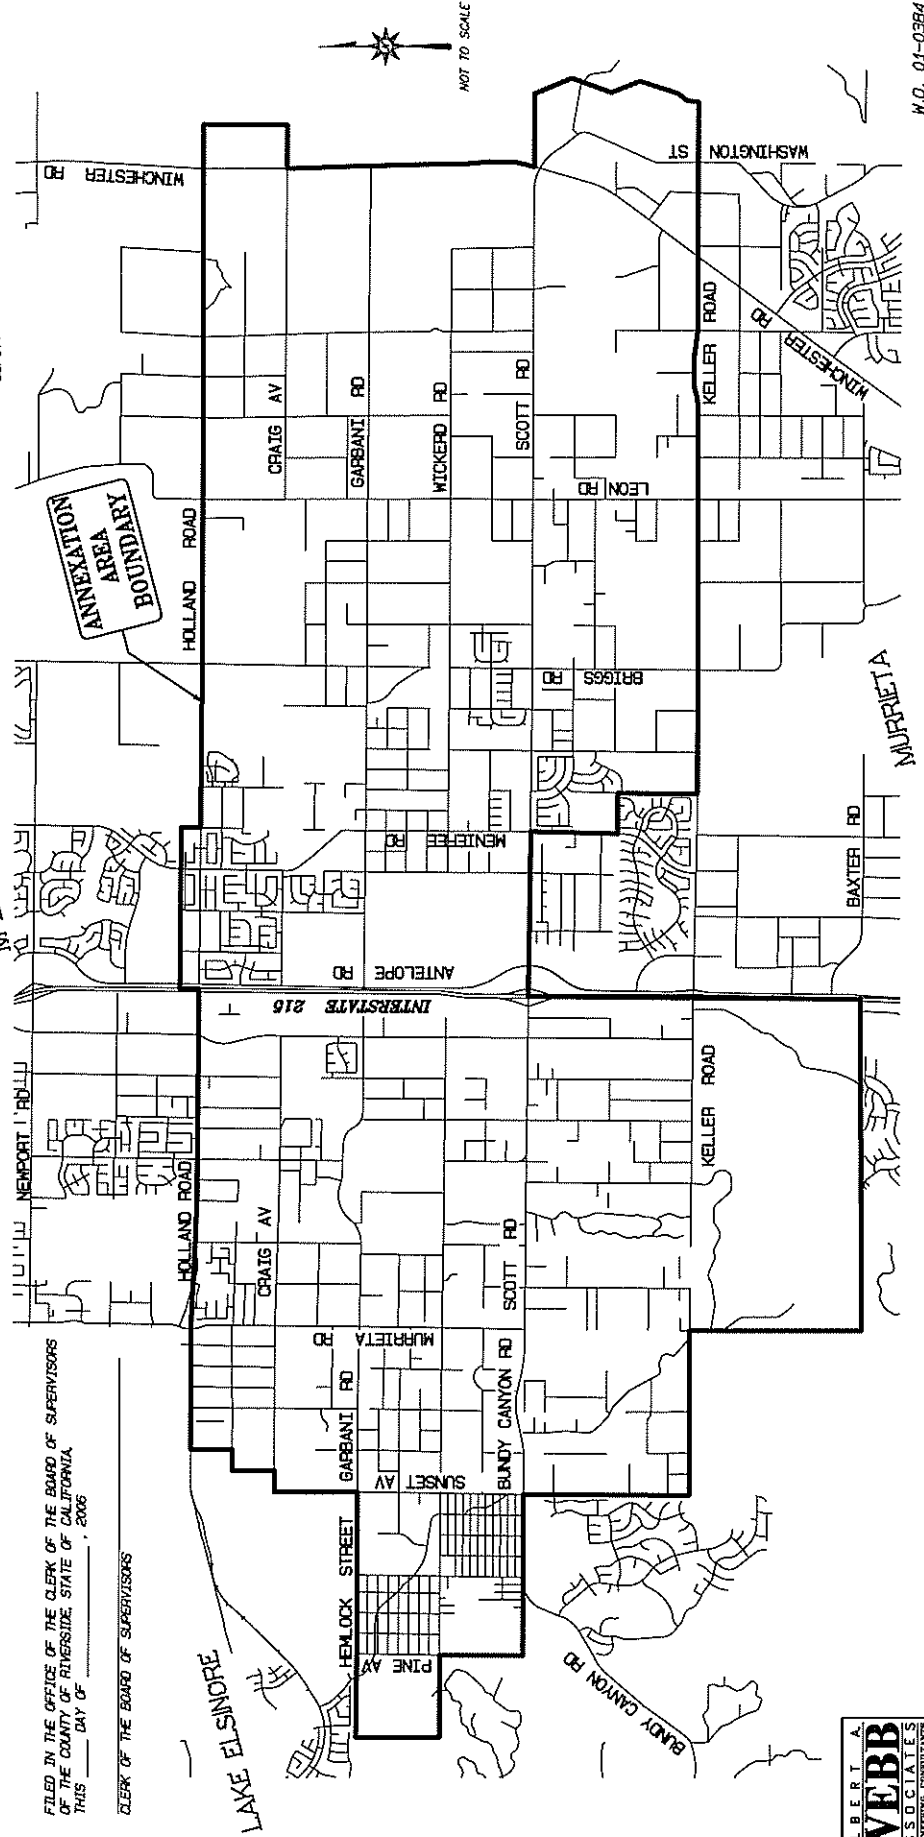 FILED IN THE OFFICE OF THE CLERK OF THE BOARD OF SUPERVISORS
OF THE COUNTY OF RIVERSIDE, STATE OF CALIFORNIA,
THIS ____ DAY OF ________, 2006
CLERK OF THE BOARD OF SUPERVISORS
NEWPORT RD
HOLLAND ROAD
ANNEXATION
AREA
BOUNDARY
HOLLAND ROAD
WINCHESTER RD
NOT TO SCALE
LAKE ELSINORE
CRAIG AV
INTERSTATE 215
ANTELOPE RD
CRAIG AV
GARBANI RD
HEMLOCK STREET
GARBANI RD
MURRIETA RD
MENIEFEE RD
WICKERD RD
PINE AV
SUNSET AV
BUNDY CANYON RD
SCOTT RD
SCOTT RD
BRIGGS RD
LEON RD
WASHINGTON ST
BUNDY CANYON RD
KELLER ROAD
KELLER ROAD
WINCHESTER RD
BAXTER RD
MURRIETA
WEBB
W.O. 01-0384